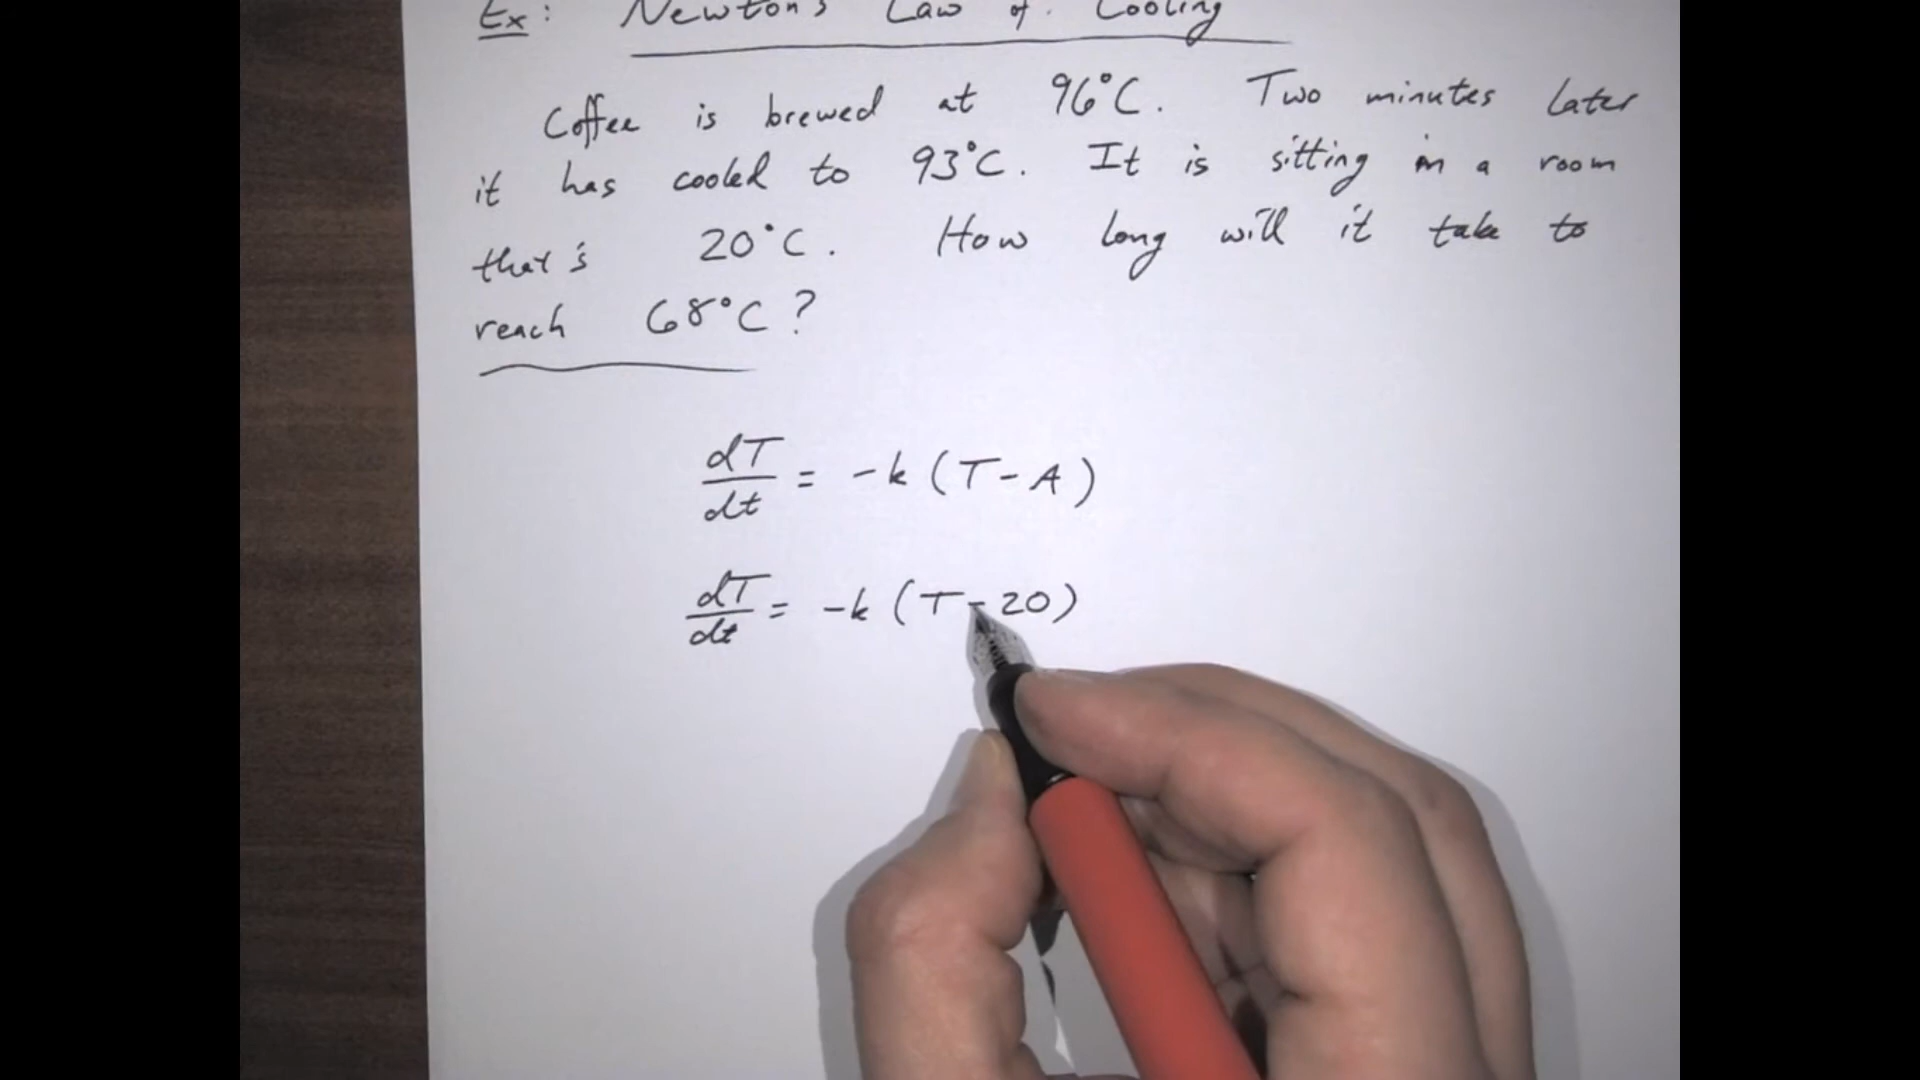 Ex: Newton's Law of Cooling
Coffee is brewed at 96°C. Two minutes later
it has cooled to 93°C. It is sitting in a room
that's 20°C. How long will it take to
reach 68°C?
dT/dt = -k (T - A)
dT/dt = -k (T - 20)